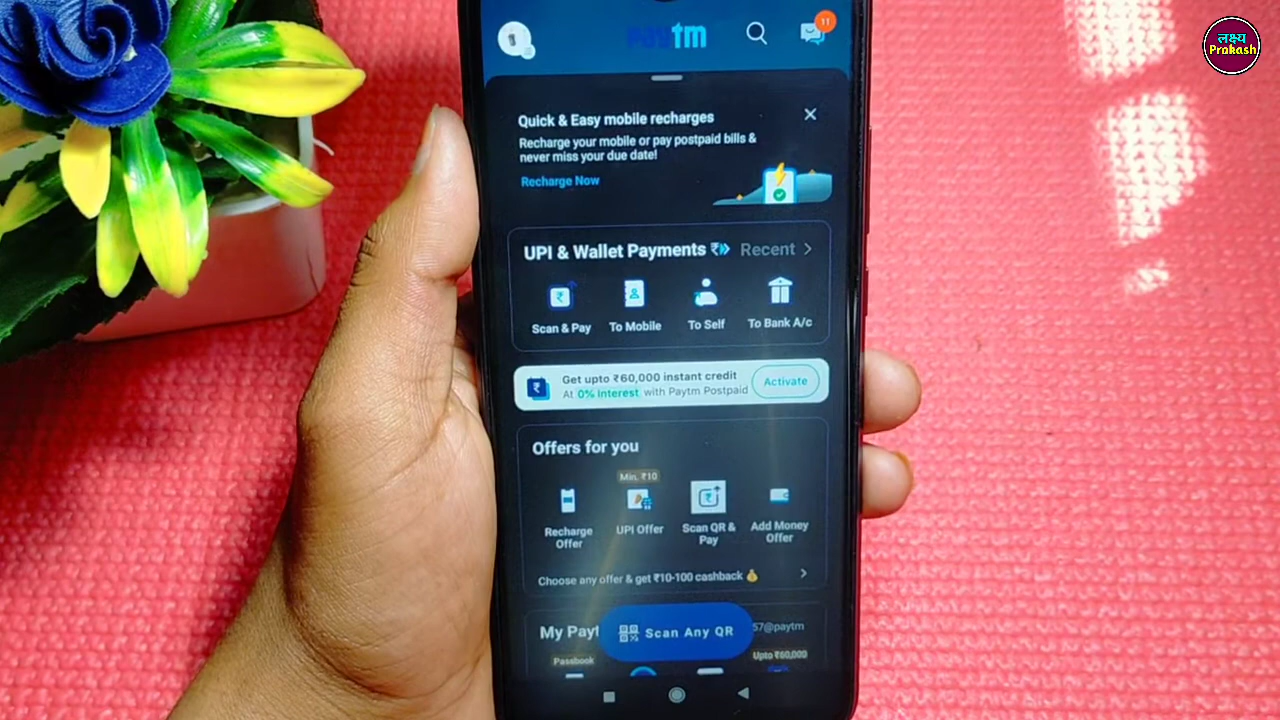 paytm
11
लक्ष्य
Prakash
Quick & Easy mobile recharges
Recharge your mobile or pay postpaid bills &
never miss your due date!
Recharge Now
UPI & Wallet Payments
Recent
Scan & Pay
To Mobile
To Self
To Bank A/c
Get upto ₹60,000 instant credit
At 0% Interest with Paytm Postpaid
Activate
Offers for you
Min. ₹10
Recharge
Offer
UPI Offer
Scan QR &
Pay
Add Money
Offer
Choose any offer & get ₹10-100 cashback 💰
My Payt
Scan Any QR
57@paytm
Passbook
Upto ₹60,000